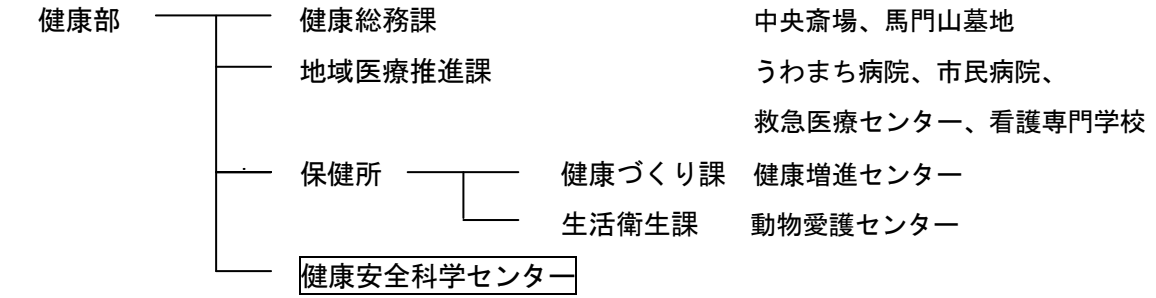 健康部 健康総務課 中央斎場、馬門山墓地
地域医療推進課 うわまち病院、市民病院、
救急医療センター、看護専門学校
保健所 健康づくり課 健康増進センター
生活衛生課 動物愛護センター
健康安全科学センター